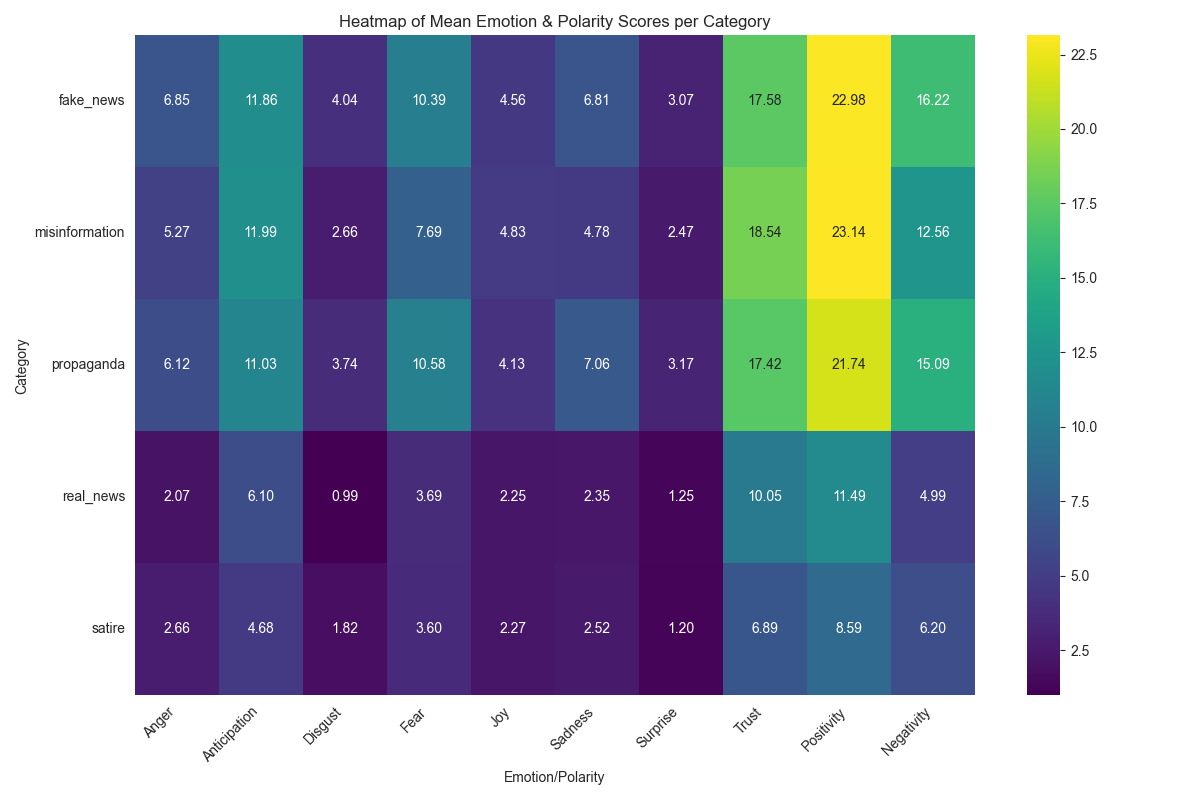 Heatmap of Mean Emotion & Polarity Scores per Category
Category
fake_news 6.85 11.86 4.04 10.39 4.56 6.81 3.07 17.58 22.98 16.22
misinformation 5.27 11.99 2.66 7.69 4.83 4.78 2.47 18.54 23.14 12.56
propaganda 6.12 11.03 3.74 10.58 4.13 7.06 3.17 17.42 21.74 15.09
real_news 2.07 6.10 0.99 3.69 2.25 2.35 1.25 10.05 11.49 4.99
satire 2.66 4.68 1.82 3.60 2.27 2.52 1.20 6.89 8.59 6.20
Anger Anticipation Disgust Fear Joy Sadness Surprise Trust Positivity Negativity
Emotion/Polarity
22.5
20.0
17.5
15.0
12.5
10.0
7.5
5.0
2.5